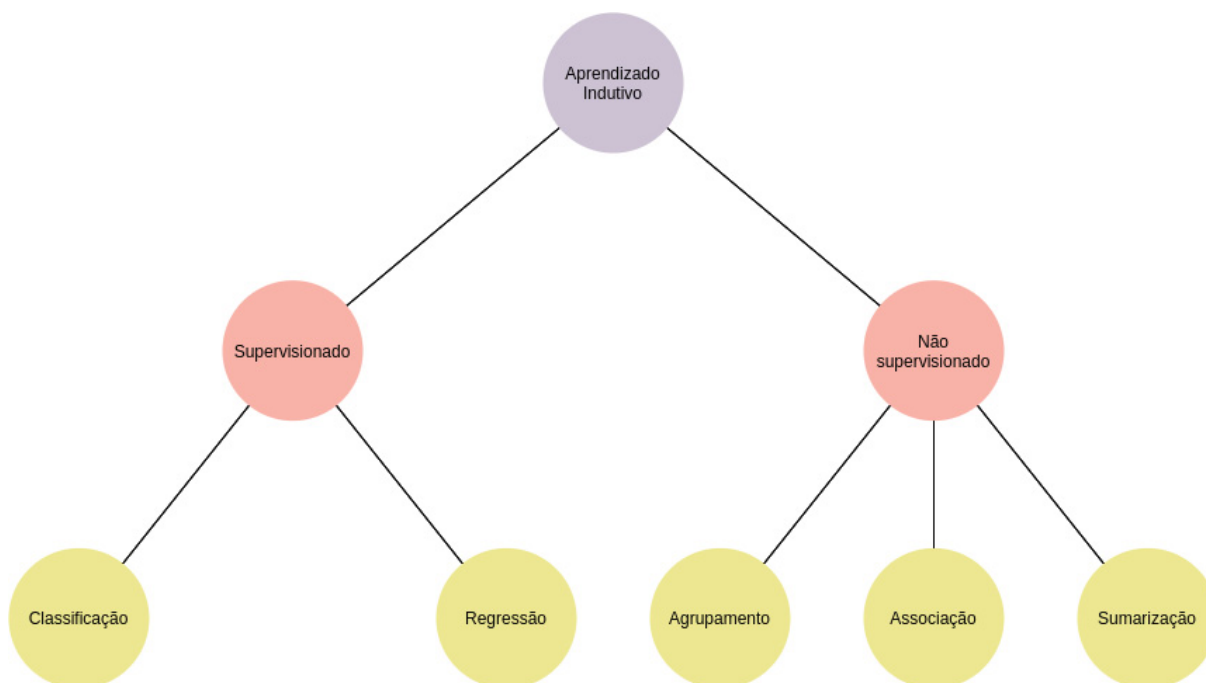 Aprendizado
Indutivo
Supervisionado
Não
supervisionado
Classificação
Regressão
Agrupamento
Associação
Sumarização